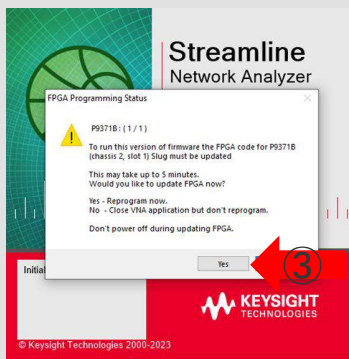 Streamline
Network Analyzer
FPGA Programming Status
P9371B: ( 1 / 1 )
To run this version of firmware the FPGA code for P9371B
(chassis 2, slot 1) Slug must be updated
This may take up to 5 minutes.
Would you like to update FPGA now?
Yes - Reprogram now.
No - Close VNA application but don't reprogram.
Don't power off during updating FPGA.
Yes
③
Initial
KEYSIGHT
TECHNOLOGIES
© Keysight Technologies 2000-2023